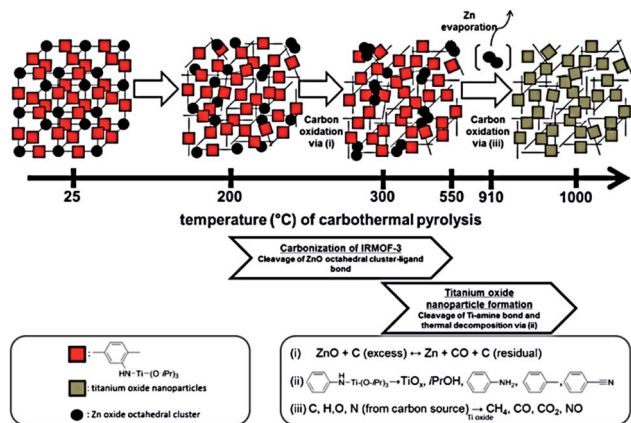 Zn
evaporation
Carbon
oxidation
via (i)
Carbon
oxidation
via (iii)
25
200
300
550
910
1000
temperature (°C) of carbothermal pyrolysis
Carbonization of IRMOF-3
Cleavage of ZnO octahedral cluster-ligand
bond
Titanium oxide
nanoparticle formation
Cleavage of Ti-amine bond and
thermal decomposition via (ii)
:
HN-Ti-(O-iPr)3
: titanium oxide nanoparticles
: Zn oxide octahedral cluster
(i) ZnO + C (excess) ↔ Zn + CO + C (residual)
(ii) H N-Ti-(O-iPr)3 → TiOx, iPrOH, NH2, , CN
(iii) C, H, O, N (from carbon source) → Ti oxide CH4, CO, CO2, NO